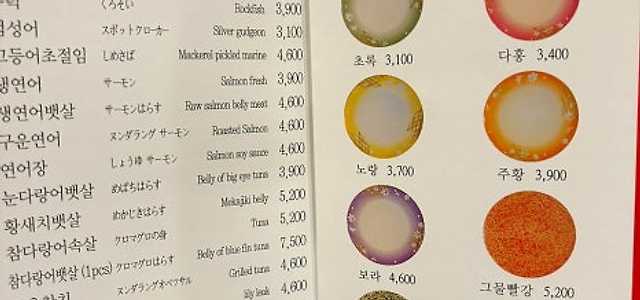 くろそい Rockfish 3,900
점성어 スポットクローカー Silver gudgeon 3,100
고등어초절임 しめさば Mackerel pickled marine 4,600
생연어 サーモン Salmon fresh 3,900
생연어뱃살 サーモンはらす Raw salmon belly meat 4,600
구운연어 ヌンダラング サーモン Roasted Salmon 4,600
연어장 しょうゆ サーモン Salmon soy sauce 4,600
눈다랑어뱃살 めばちはらす Belly of big eye tuna 3,900
황새치뱃살 めかじきはらす Mekajiki belly 5,200
참다랑어속살 クロマグロの身 Tuna 5,200
참다랑어뱃살 (1pcs) クロマグロはらす Belly of blue fin tuna 7,500
ヌンダラングオベツサル Grilled tuna 4,600
4,600
초록 3,100
다홍 3,400
노랑 3,700
주황 3,900
보라 4,600
그물빨강 5,200